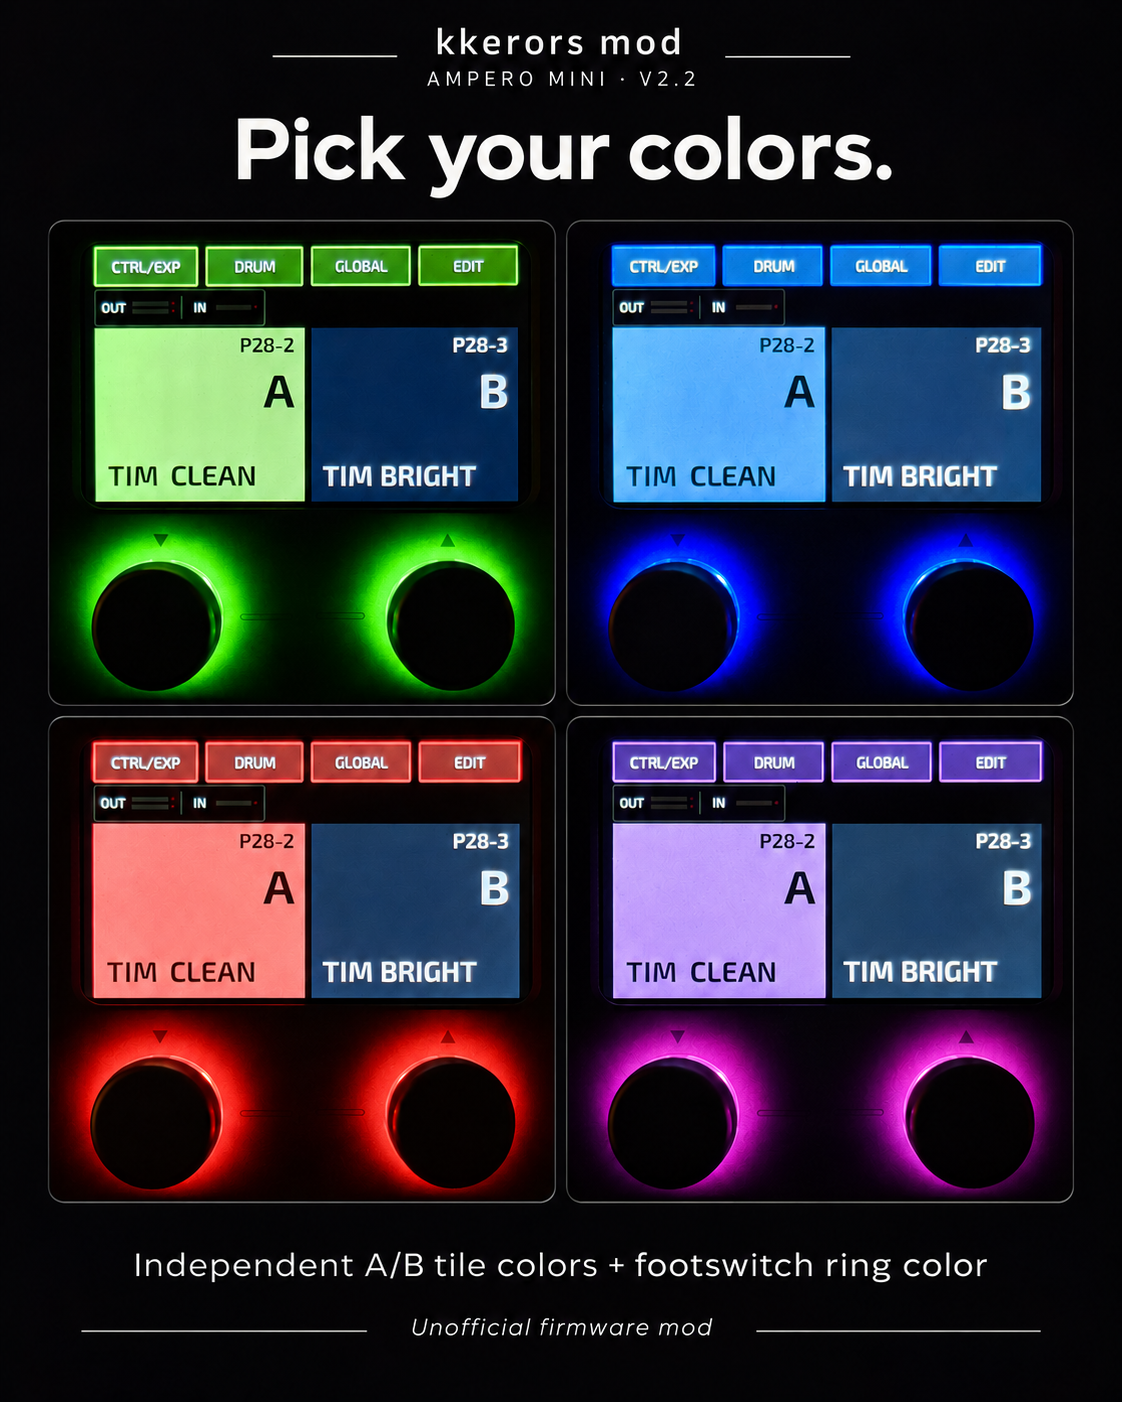 kkerors mod
AMPERO MINI · V2.2
Pick your colors.
CTRL/EXP DRUM GLOBAL EDIT
OUT IN
P28-2 P28-3
A B
TIM CLEAN TIM BRIGHT
CTRL/EXP DRUM GLOBAL EDIT
OUT IN
P28-2 P28-3
A B
TIM CLEAN TIM BRIGHT
CTRL/EXP DRUM GLOBAL EDIT
OUT IN
P28-2 P28-3
A B
TIM CLEAN TIM BRIGHT
CTRL/EXP DRUM GLOBAL EDIT
OUT IN
P28-2 P28-3
A B
TIM CLEAN TIM BRIGHT
Independent A/B tile colors + footswitch ring color
Unofficial firmware mod